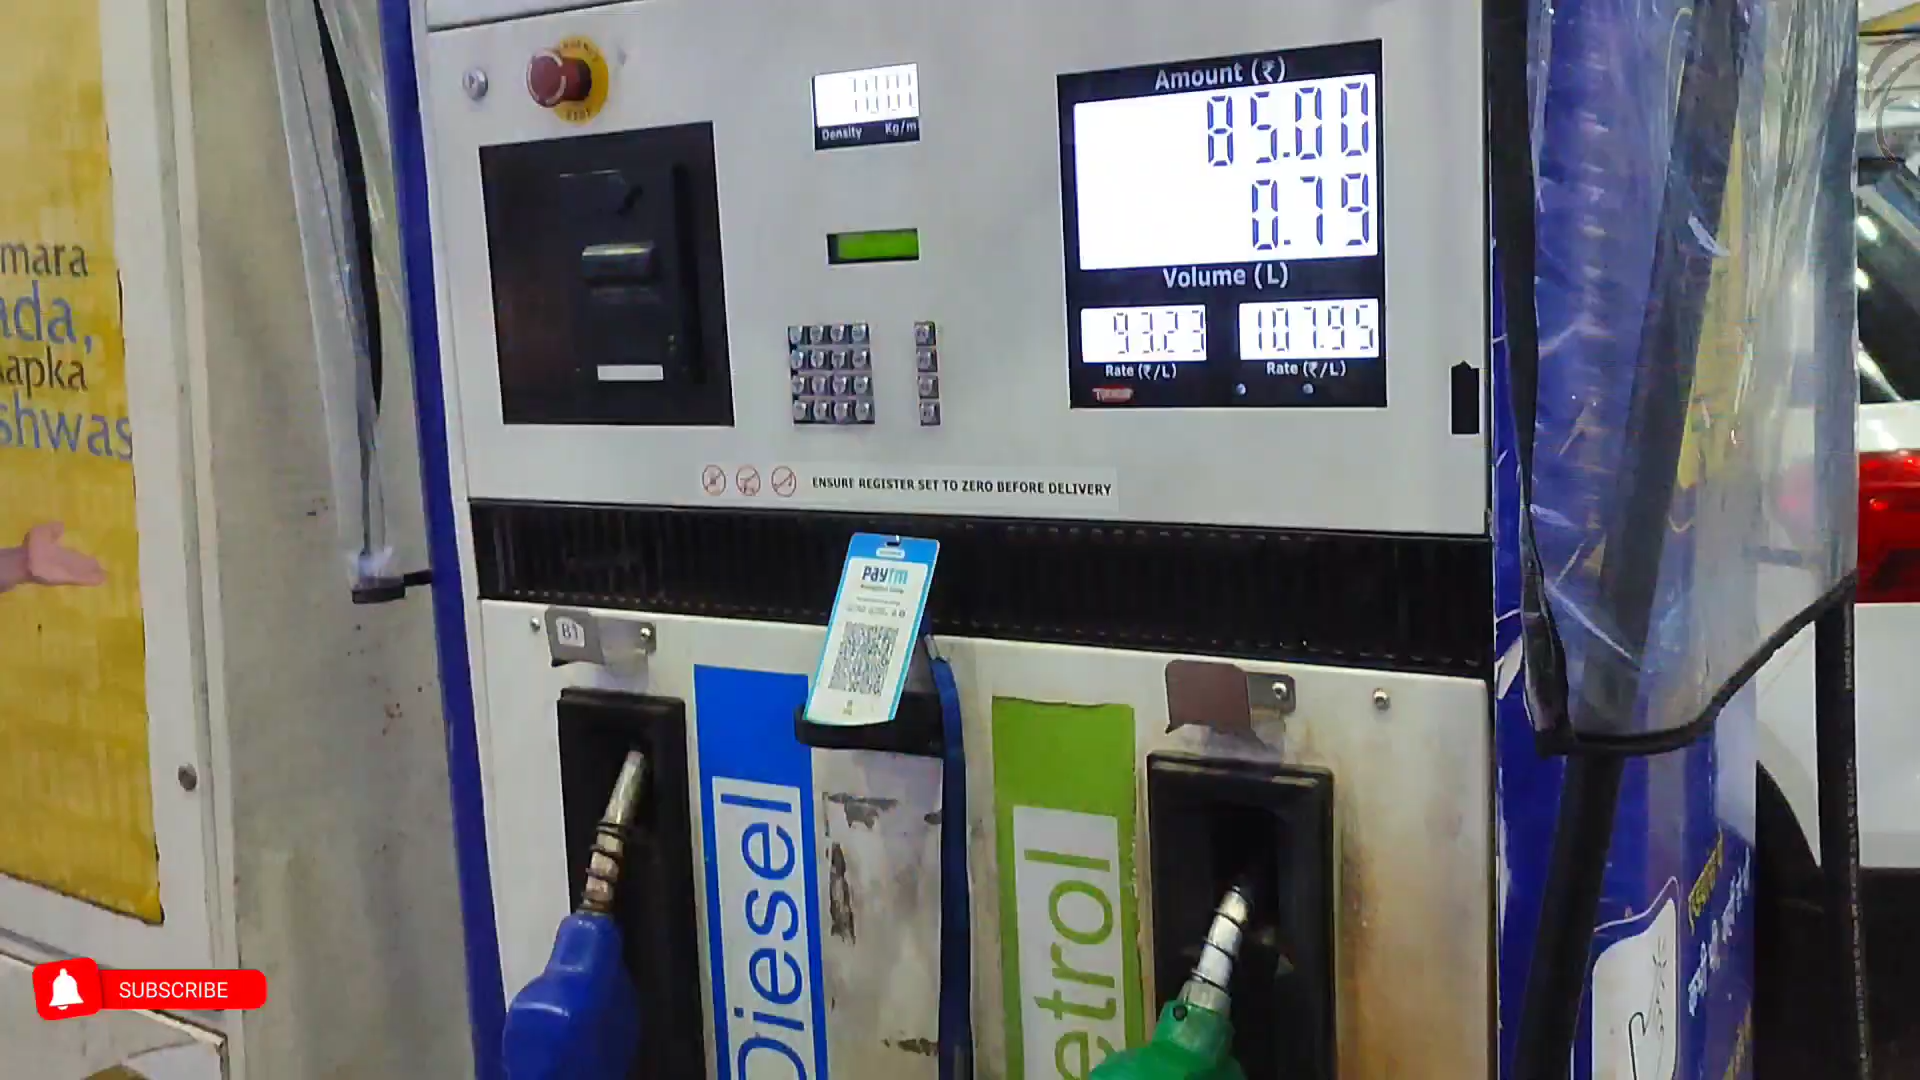 mara
ada,
aapka
shwas
Density Kg/m
Amount (₹)
85.00
0.79
Volume (L)
93.23
107.95
Rate (₹/L)
Rate (₹/L)
ENSURE REGISTER SET TO ZERO BEFORE DELIVERY
paytm
B1
Diesel
etrol
SUBSCRIBE